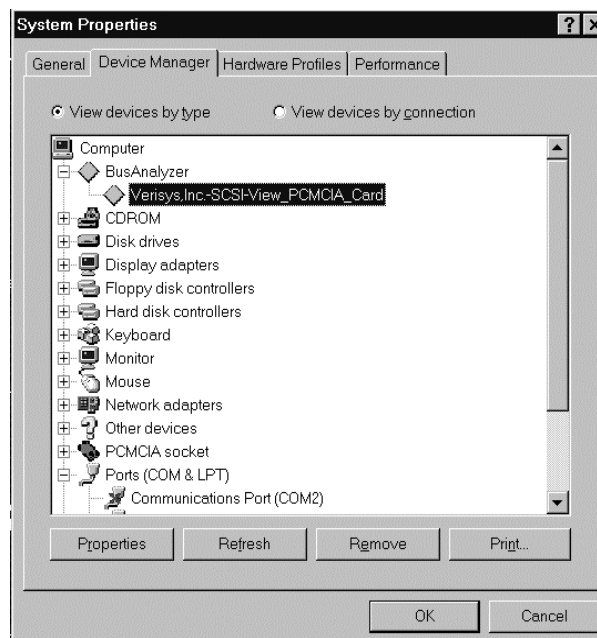 System Properties
General Device Manager Hardware Profiles Performance
View devices by type View devices by connection
Computer
BusAnalyzer
Verisys,Inc.-SCSI-View_PCMCIA_Card
CDROM
Disk drives
Display adapters
Floppy disk controllers
Hard disk controllers
Keyboard
Monitor
Mouse
Network adapters
Other devices
PCMCIA socket
Ports (COM & LPT)
Communications Port (COM2)
Properties Refresh Remove Print...
OK Cancel